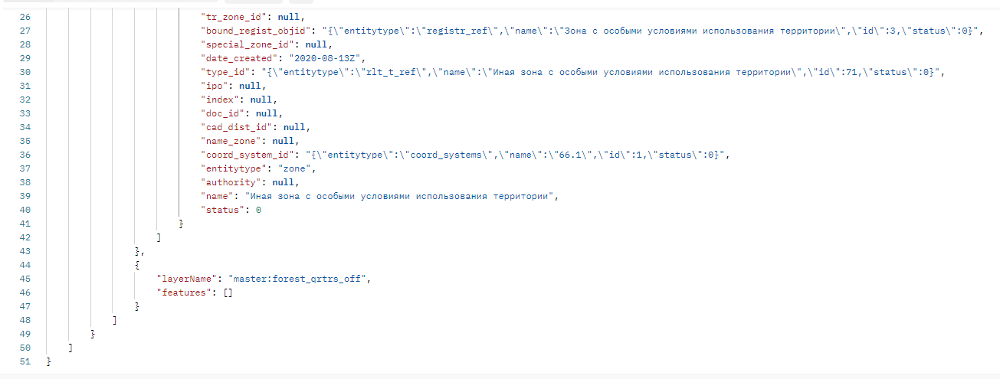 26 "tr_zone_id": null,
27 "bound_regist_objid": "{\"entitytype\":\"registr_ref\",\"name\":\"Зона с особыми условиями использования территории\",\"id\":3,\"status\":0}",
28 "special_zone_id": null,
29 "date_created": "2020-08-13Z",
30 "type_id": "{\"entitytype\":\"rlt_t_ref\",\"name\":\"Иная зона с особыми условиями использования территории\",\"id\":71,\"status\":0}",
31 "ipo": null,
32 "index": null,
33 "doc_id": null,
34 "cad_dist_id": null,
35 "name_zone": null,
36 "coord_system_id": "{\"entitytype\":\"coord_systems\",\"name\":\"66.1\",\"id\":1,\"status\":0}",
37 "entitytype": "zone",
38 "authority": null,
39 "name": "Иная зона с особыми условиями использования территории",
40 "status": 0
41 }
42 ]
43 },
44 {
45 "layerName": "master:forest_qrtrs_off",
46 "features": []
47 }
48 ]
49 }
50 ]
51 }